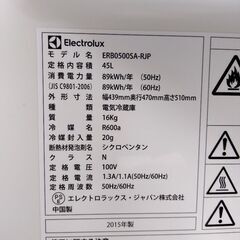 Electrolux
モデル名 ERB0500SA-RJP
定格内容積 45L
消費電力量 89kWh/年 (50Hz)
(JIS C9801-2006) 89kWh/年 (60Hz)
外形寸法 幅439mm奥行470mm高さ510mm
種類 電気冷蔵庫
質量 16Kg
冷媒 R600a
冷媒封入量 20g
断熱材発泡剤 シクロペンタン
クラス N
定格電圧 100V
定格電流 1.3A/1.1A(50Hz/60Hz)
定格周波数 50Hz/60Hz
エレクトロラックス・ジャパン株式会社
中国製
2015年製